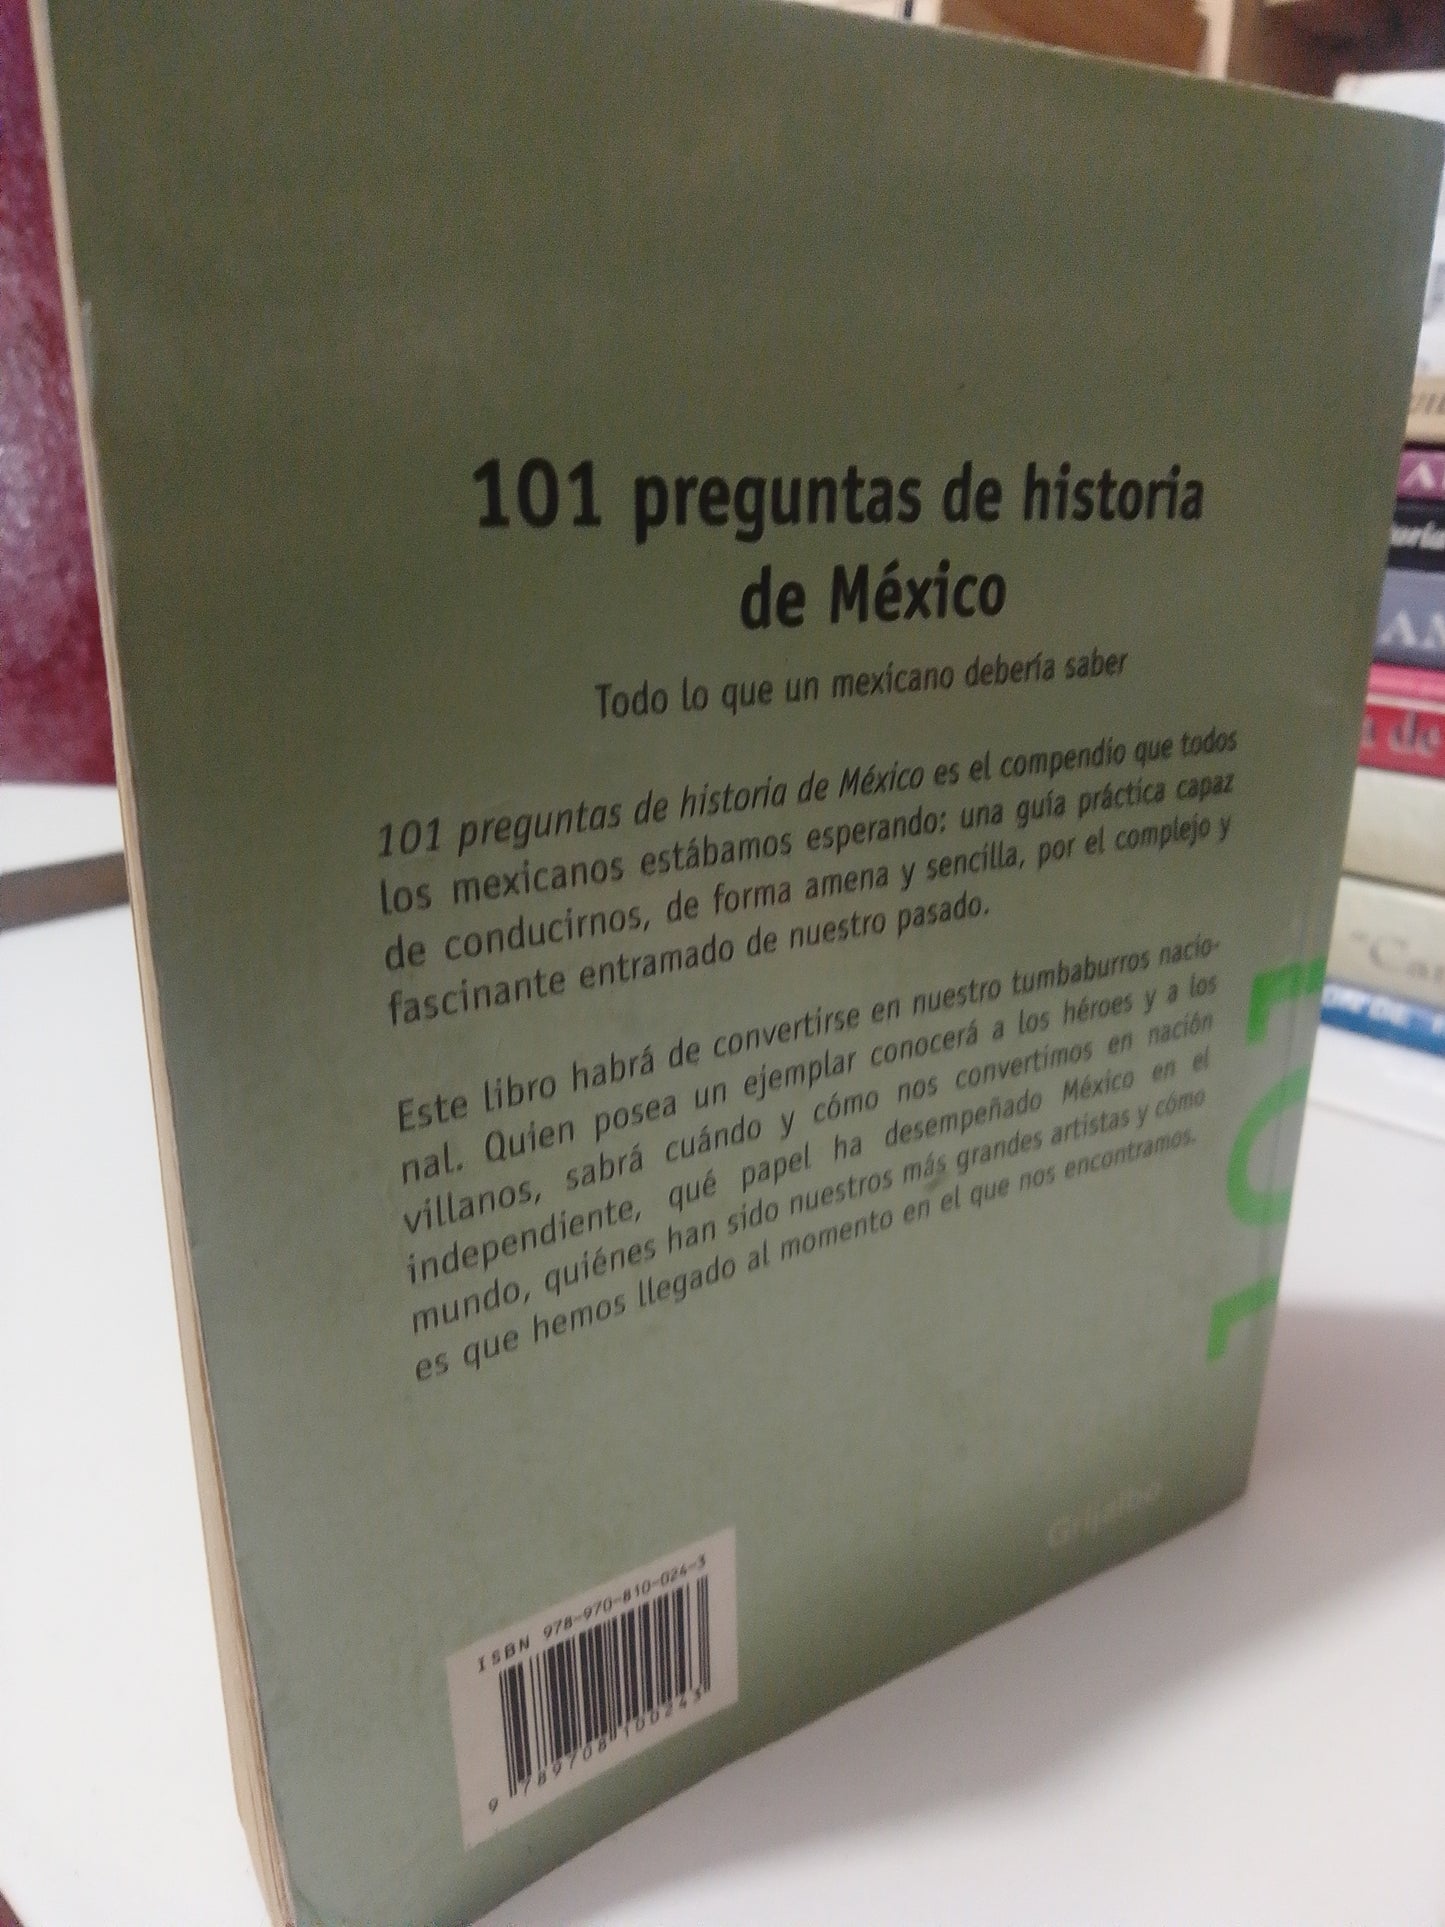 101 preguntas de historia
de México
Todo lo que un mexicano debería saber
101 preguntas de historia de México es el compendio que todos
los mexicanos estábamos esperando: una guía práctica capaz
de conducirnos, de forma amena y sencilla, por el complejo y
fascinante entramado de nuestro pasado.
Este libro habrá de convertirse en nuestro tumbaburros nacio-
nal. Quien posea un ejemplar conocerá a los héroes y a los
villanos, sabrá cuándo y cómo nos convertimos en nación
independiente, qué papel ha desempeñado México en el
mundo, quiénes han sido nuestros más grandes artistas y cómo
es que hemos llegado al momento en el que nos encontramos.
Grijalbo
ISBN 978-970-810-024-3
9 789708 100243
de